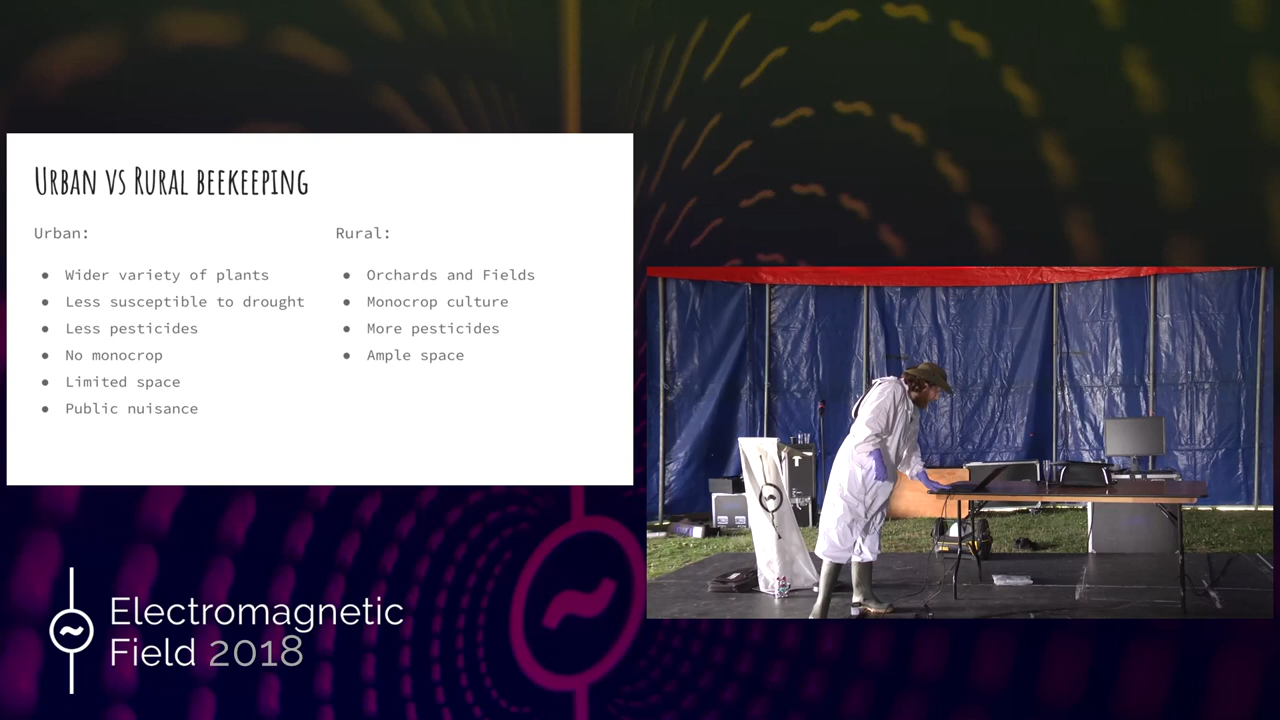 Urban vs Rural beekeeping
Urban:
● Wider variety of plants
● Less susceptible to drought
● Less pesticides
● No monocrop
● Limited space
● Public nuisance
Rural:
● Orchards and Fields
● Monocrop culture
● More pesticides
● Ample space
Electromagnetic
Field 2018